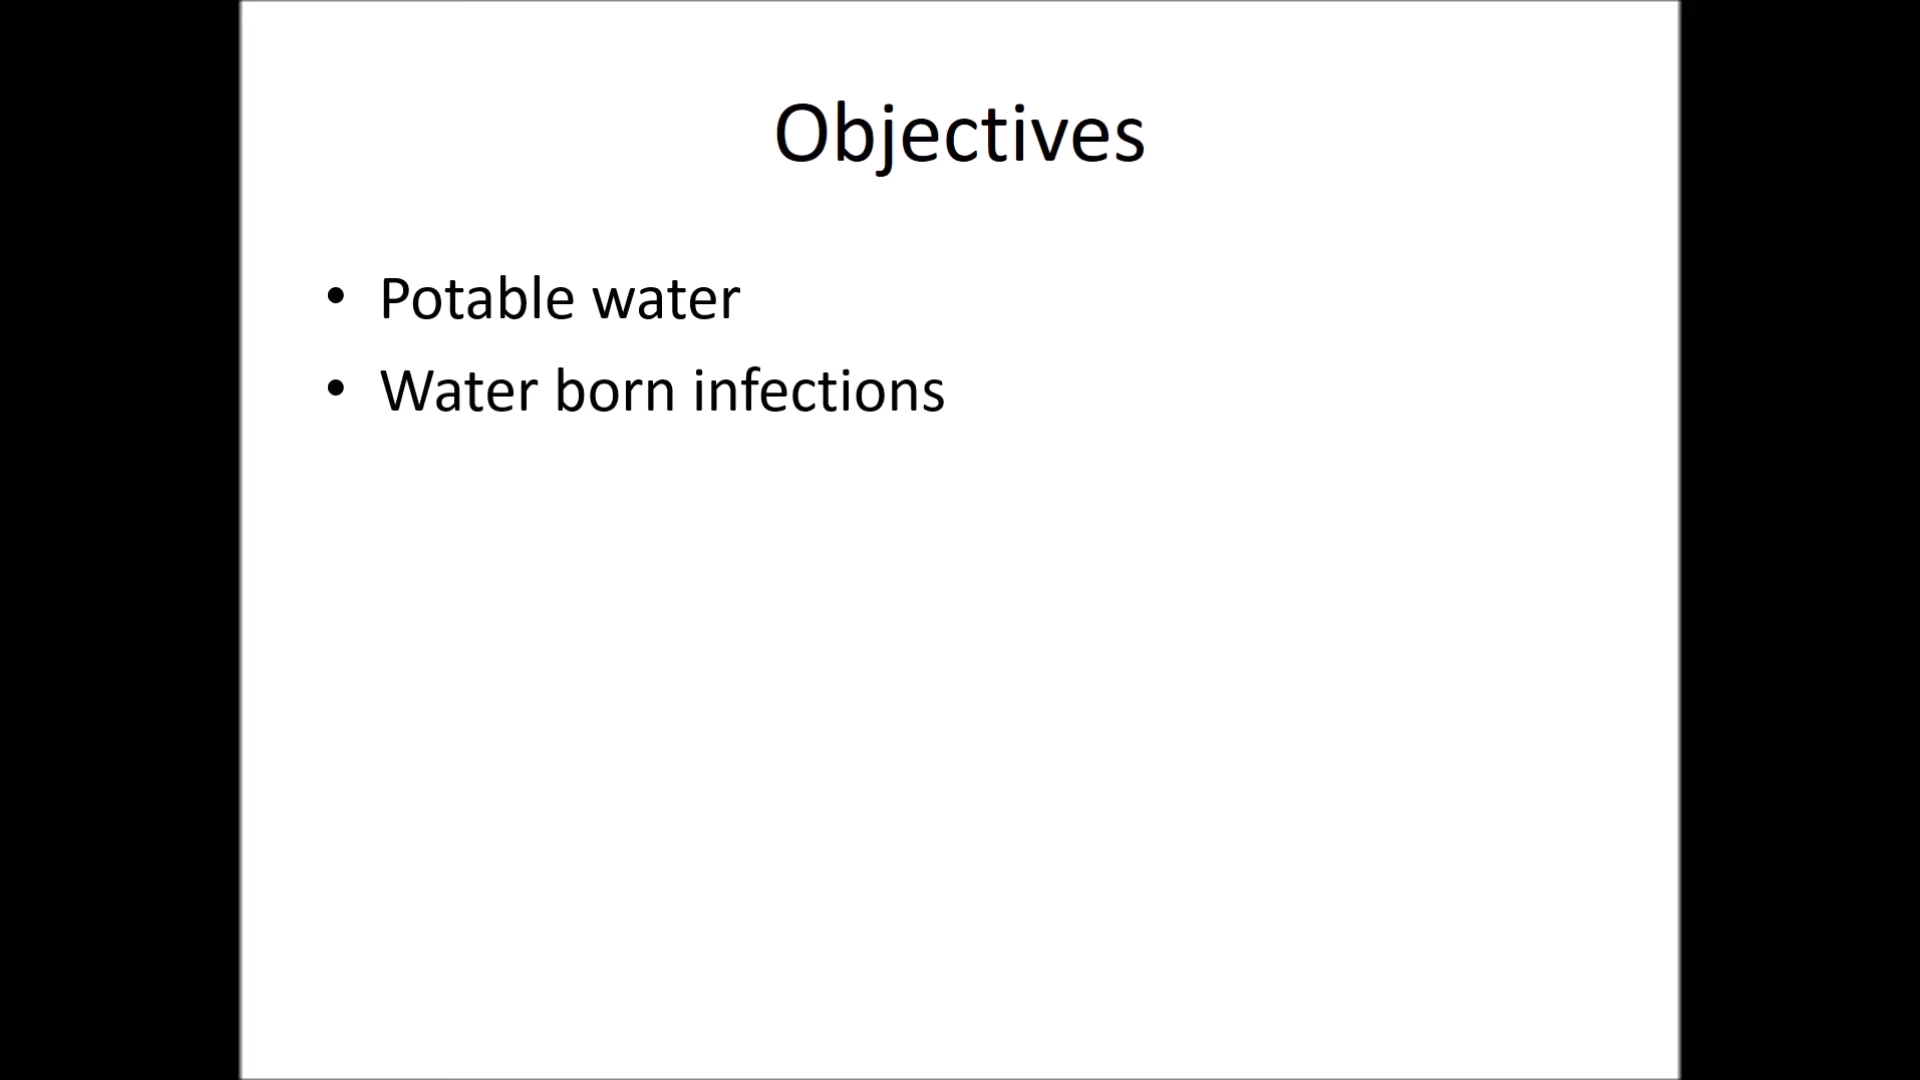 Objectives
• Potable water
• Water born infections